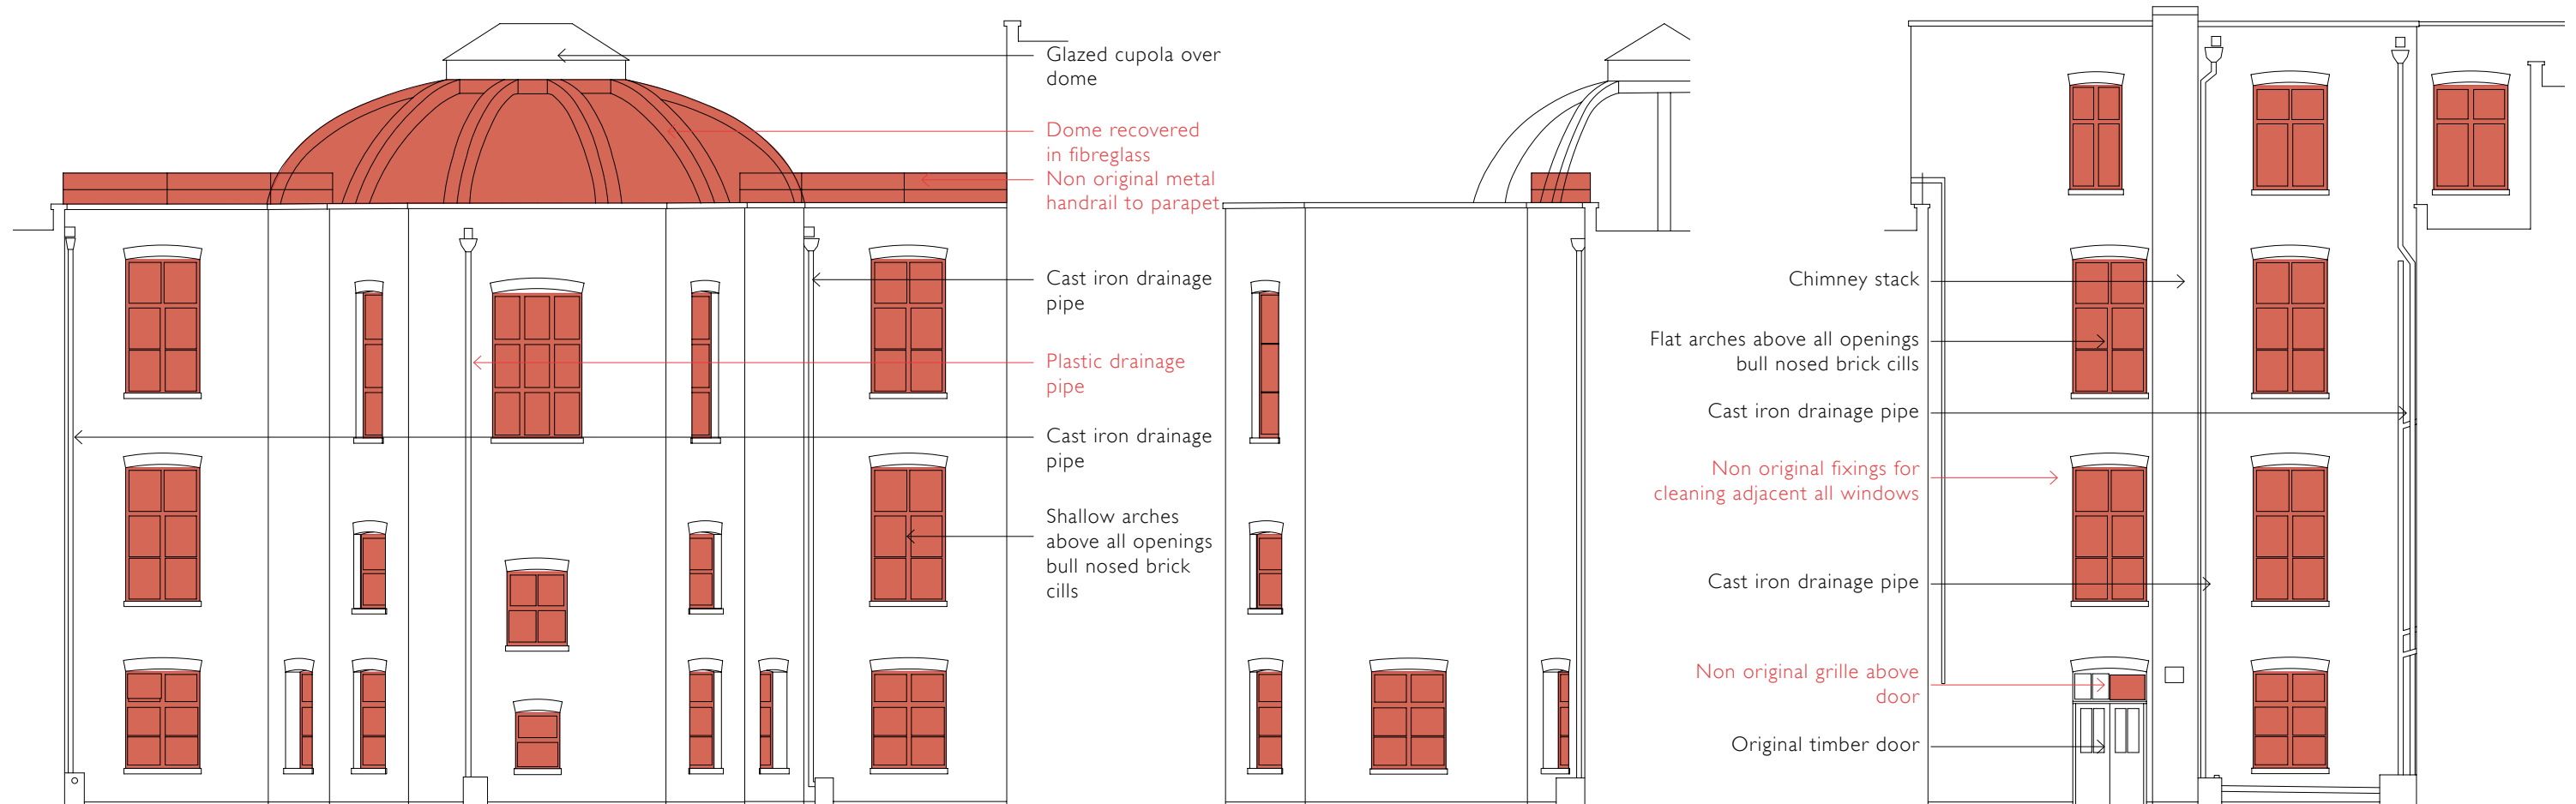 Glazed cupola over
dome
Dome recovered
in fibreglass
Non original metal
handrail to parapet
Cast iron drainage
pipe
Plastic drainage
pipe
Cast iron drainage
pipe
Shallow arches
above all openings
bull nosed brick
cills
Chimney stack
Flat arches above all openings
bull nosed brick cills
Cast iron drainage pipe
Non original fixings for
cleaning adjacent all windows
Cast iron drainage pipe
Non original grille above
door
Original timber door